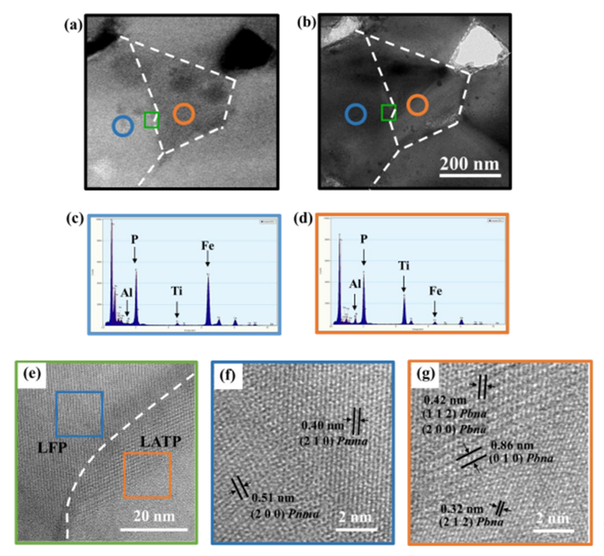 (a)
(b)
200 nm
(c)
P
Fe
Al
Ti
(d)
P
Ti
Al
Fe
(e)
LFP
LATP
20 nm
(f)
0.40 nm
(2 1 0) Pnma
0.51 nm
(2 0 0) Pnma
2 nm
(g)
0.42 nm
(1 1 2) Pbna
(2 0 0) Pbna
0.86 nm
(0 1 0) Pbna
0.32 nm
(2 1 2) Pbna
2 nm